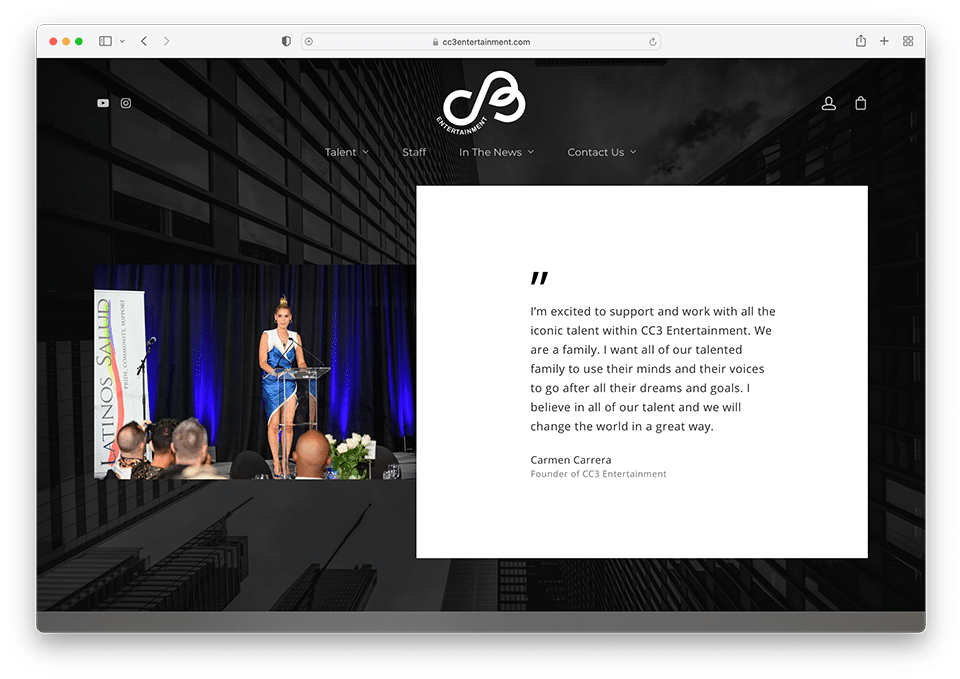 cc3entertainment.com
ENTERTAINMENT
Talent
Staff
In The News
Contact Us
LATINOS SALUD
PRIDE, COMMUNITY, SUPPORT
"
I'm excited to support and work with all the
iconic talent within CC3 Entertainment. We
are a family. I want all of our talented
family to use their minds and their voices
to go after all their dreams and goals. I
believe in all of our talent and we will
change the world in a great way.
Carmen Carrera
Founder of CC3 Entertainment